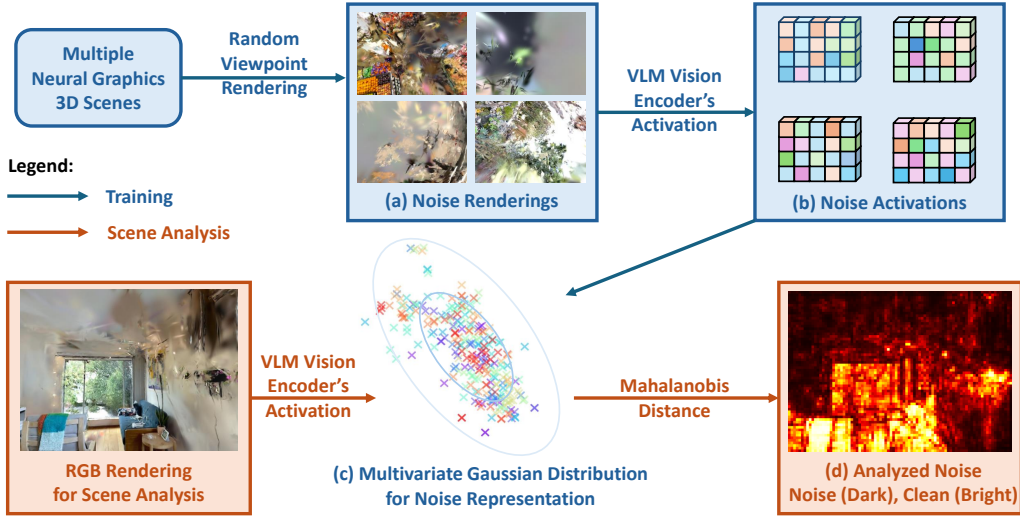 Multiple
Neural Graphics
3D Scenes
Random
Viewpoint
Rendering
(a) Noise Renderings
VLM Vision
Encoder's
Activation
(b) Noise Activations
Legend:
Training
Scene Analysis
RGB Rendering
for Scene Analysis
VLM Vision
Encoder's
Activation
(c) Multivariate Gaussian Distribution
for Noise Representation
Mahalanobis
Distance
(d) Analyzed Noise
Noise (Dark), Clean (Bright)